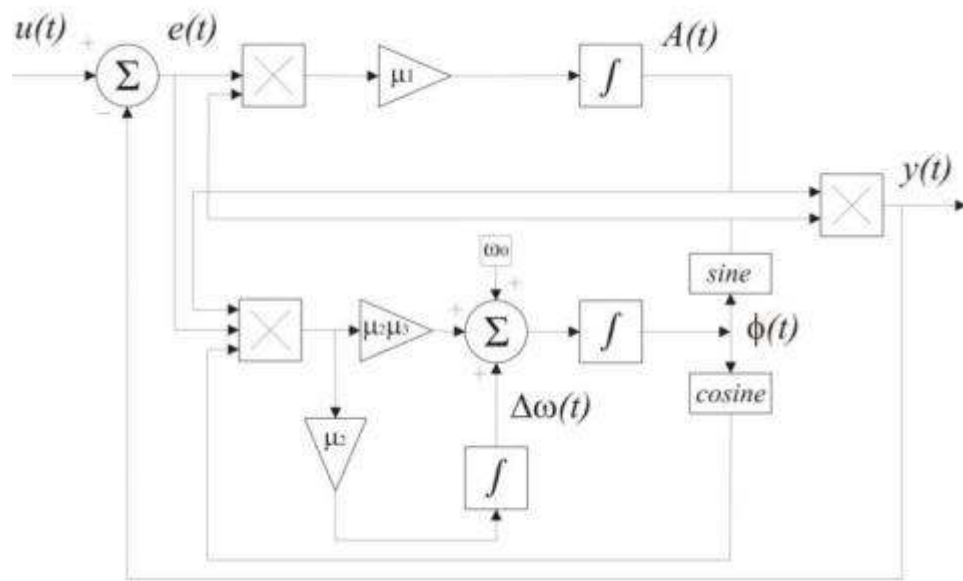 u(t)
e(t)
A(t)
+
Σ
−
μ1
∫
y(t)
ω0
sine
+
+
μ2μ3
Σ
∫
ϕ(t)
+
cosine
Δω(t)
μ2
∫